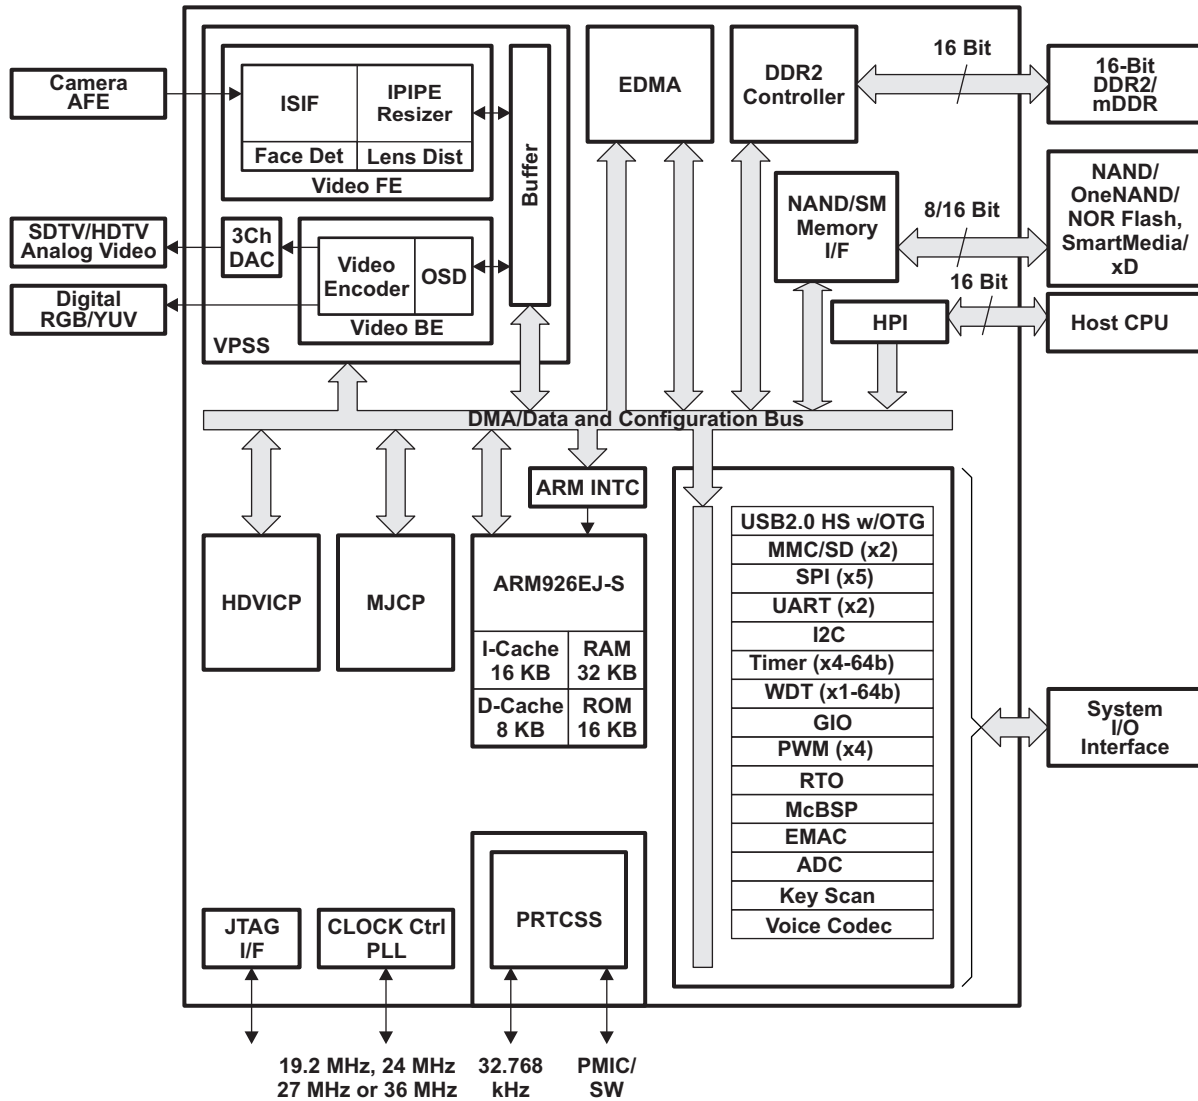 Camera
AFE
ISIF
IPIPE
Resizer
Face Det
Lens Dist
Video FE
Buffer
SDTV/HDTV
Analog Video
3Ch
DAC
Video
Encoder
OSD
Video BE
Digital
RGB/YUV
VPSS
EDMA
DDR2
Controller
16 Bit
16-Bit
DDR2/
mDDR
NAND/SM
Memory
I/F
8/16 Bit
NAND/
OneNAND/
NOR Flash,
SmartMedia/
xD
HPI
16 Bit
Host CPU
DMA/Data and Configuration Bus
HDVICP
MJCP
ARM INTC
ARM926EJ-S
I-Cache
16 KB
RAM
32 KB
D-Cache
8 KB
ROM
16 KB
USB2.0 HS w/OTG
MMC/SD (x2)
SPI (x5)
UART (x2)
I2C
Timer (x4-64b)
WDT (x1-64b)
GIO
PWM (x4)
RTO
McBSP
EMAC
ADC
Key Scan
Voice Codec
System
I/O
Interface
JTAG
I/F
CLOCK Ctrl
PLL
PRTCSS
19.2 MHz, 24 MHz
27 MHz or 36 MHz
32.768
kHz
PMIC/
SW